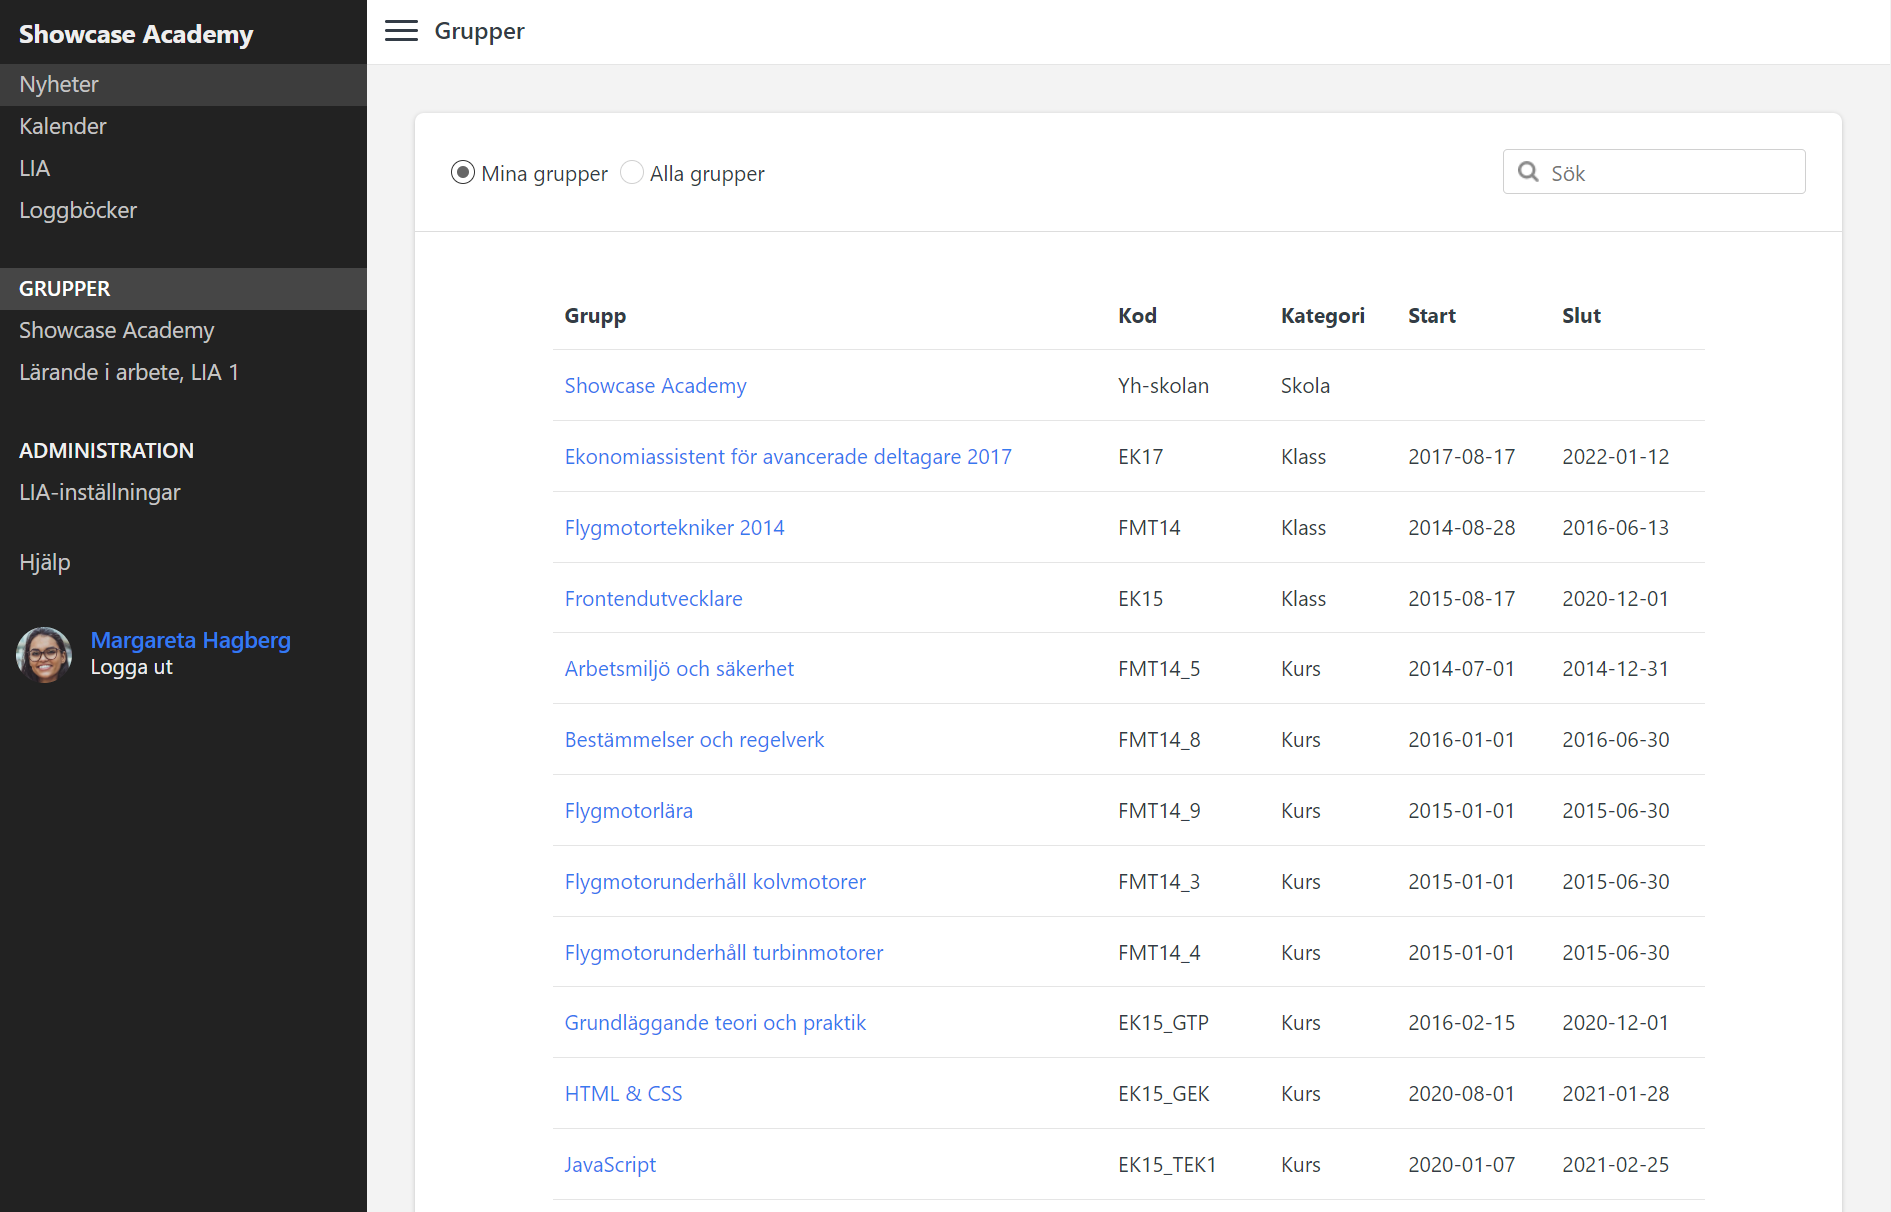 Showcase Academy
Nyheter
Kalender
LIA
Loggböcker
GRUPPER
Showcase Academy
Lärande i arbete, LIA 1
ADMINISTRATION
LIA-inställningar
Hjälp
Margareta Hagberg
Logga ut
Grupper
Mina grupper Alla grupper Sök
Grupp Kod Kategori Start Slut
Showcase Academy Yh-skolan Skola
Ekonomiassistent för avancerade deltagare 2017 EK17 Klass 2017-08-17 2022-01-12
Flygmotortekniker 2014 FMT14 Klass 2014-08-28 2016-06-13
Frontendutvecklare EK15 Klass 2015-08-17 2020-12-01
Arbetsmiljö och säkerhet FMT14_5 Kurs 2014-07-01 2014-12-31
Bestämmelser och regelverk FMT14_8 Kurs 2016-01-01 2016-06-30
Flygmotorlära FMT14_9 Kurs 2015-01-01 2015-06-30
Flygmotorunderhåll kolvmotorer FMT14_3 Kurs 2015-01-01 2015-06-30
Flygmotorunderhåll turbinmotorer FMT14_4 Kurs 2015-01-01 2015-06-30
Grundläggande teori och praktik EK15_GTP Kurs 2016-02-15 2020-12-01
HTML & CSS EK15_GEK Kurs 2020-08-01 2021-01-28
JavaScript EK15_TEK1 Kurs 2020-01-07 2021-02-25